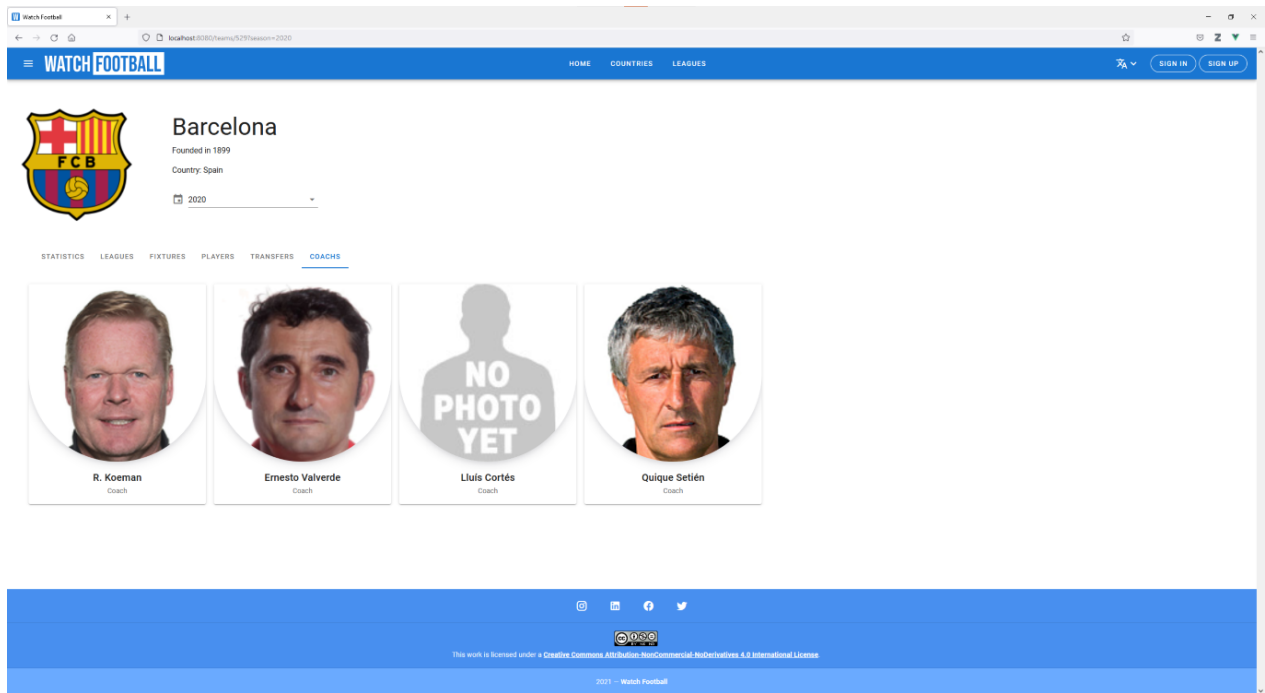 Watch Football
localhost:8080/teams/529?season=2020
WATCH FOOTBALL
HOME COUNTRIES LEAGUES
SIGN IN SIGN UP
FCB
Barcelona
Founded in 1899
Country: Spain
2020
STATISTICS LEAGUES FIXTURES PLAYERS TRANSFERS COACHS
NO
PHOTO
YET
R. Koeman
Coach
Ernesto Valverde
Coach
Lluís Cortés
Coach
Quique Setién
Coach
This work is licensed under a Creative Commons Attribution-NonCommercial-NoDerivatives 4.0 International License.
2021 — Watch Football